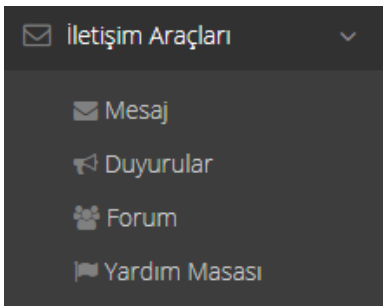 İletişim Araçları
Mesaj
Duyurular
Forum
Yardım Masası